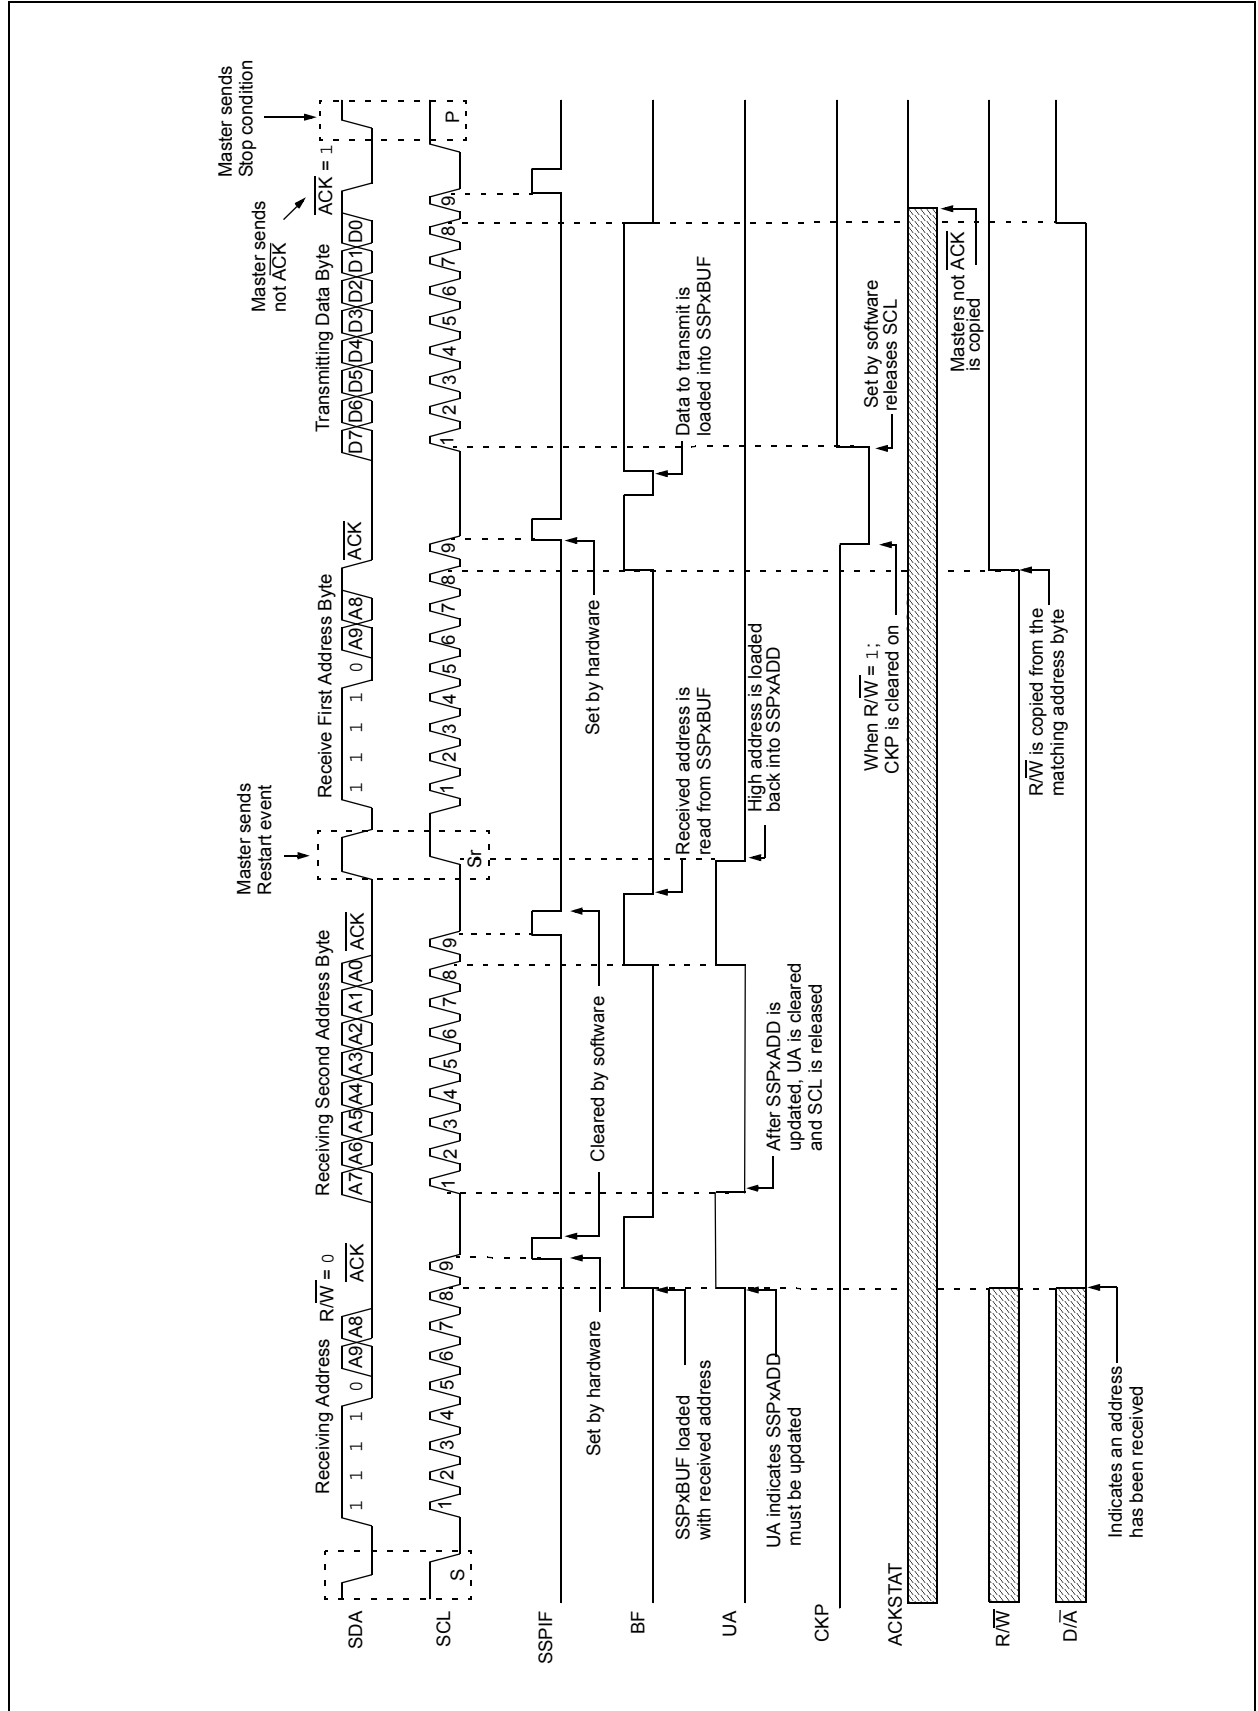 Master sends
Stop condition
Master sends
not ACK
Master sends
Restart event
Receiving Address R/W = 0
Receiving Second Address Byte
Receive First Address Byte
Transmitting Data Byte
ACK = 1
SDA
1 1 1 1 0 A9 A8 ACK
A7 A6 A5 A4 A3 A2 A1 A0 ACK
1 1 1 1 0 A9 A8 ACK
D7 D6 D5 D4 D3 D2 D1 D0
SCL
S
1 2 3 4 5 6 7 8 9
1 2 3 4 5 6 7 8 9
Sr
1 2 3 4 5 6 7 8 9
1 2 3 4 5 6 7 8 9
P
SSPIF
Set by hardware
Cleared by software
Set by hardware
BF
SSPxBUF loaded
with received address
Received address is
read from SSPxBUF
Data to transmit is
loaded into SSPxBUF
UA
UA indicates SSPxADD
must be updated
After SSPxADD is
updated, UA is cleared
and SCL is released
High address is loaded
back into SSPxADD
CKP
When R/W = 1;
CKP is cleared on
Set by software
releases SCL
ACKSTAT
Masters not ACK
is copied
R/W
R/W is copied from the
matching address byte
D/A
Indicates an address
has been received